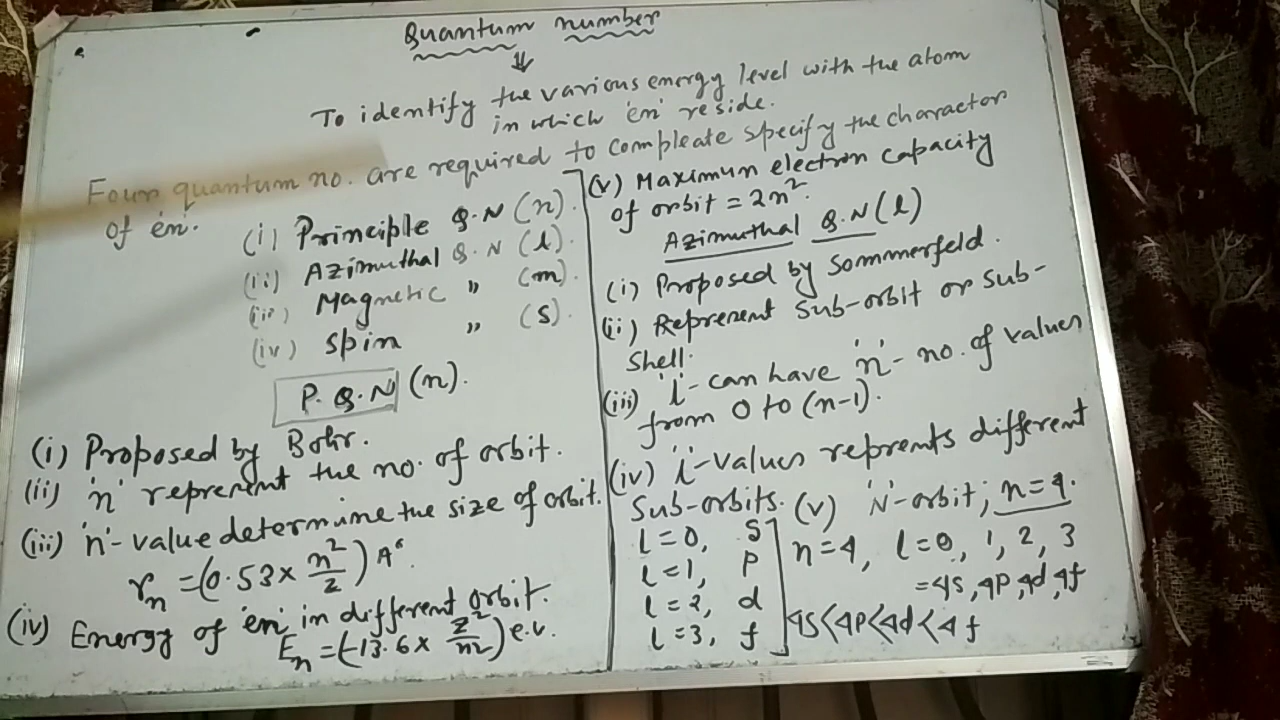 Quantum number
⇓
To identify the various energy level with the atom
in which 'en' reside.
Four quantum no. are required to compleate specify the charactor
of 'en'.
(i) Principle Q.N (n).
(ii) Azimuthal Q.N (l).
(iii) Magnetic " (m).
(iv) Spin " (s).
P.Q.N (n).
(i) Proposed by Bohr.
(ii) 'n' reprerent the no. of orbit.
(iii) 'n'-value determine the size of orbit.
rn = (0.53 × n²/z) A°
(iv) Energy of 'en' in different orbit.
En = (-13.6 × z²/n²) e.v.
(v) Maximun electron capacity
of orbit = 2n².
Azimuthal Q.N (l)
(i) Proposed by Sommerfeld.
(ii) Reprerent Sub-orbit or Sub-
Shell.
(iii) 'l'-can have 'n'-no. of values
from 0 to (n-1).
(iv) 'l'-values reprents different
Sub-orbits. (v) 'N'-orbit; n=4.
l=0, S
l=1, p
l=2, d
l=3, f
n=4, l=0, 1, 2, 3
=4s, 4p, 4d, 4f
4s<4p<4d<4f